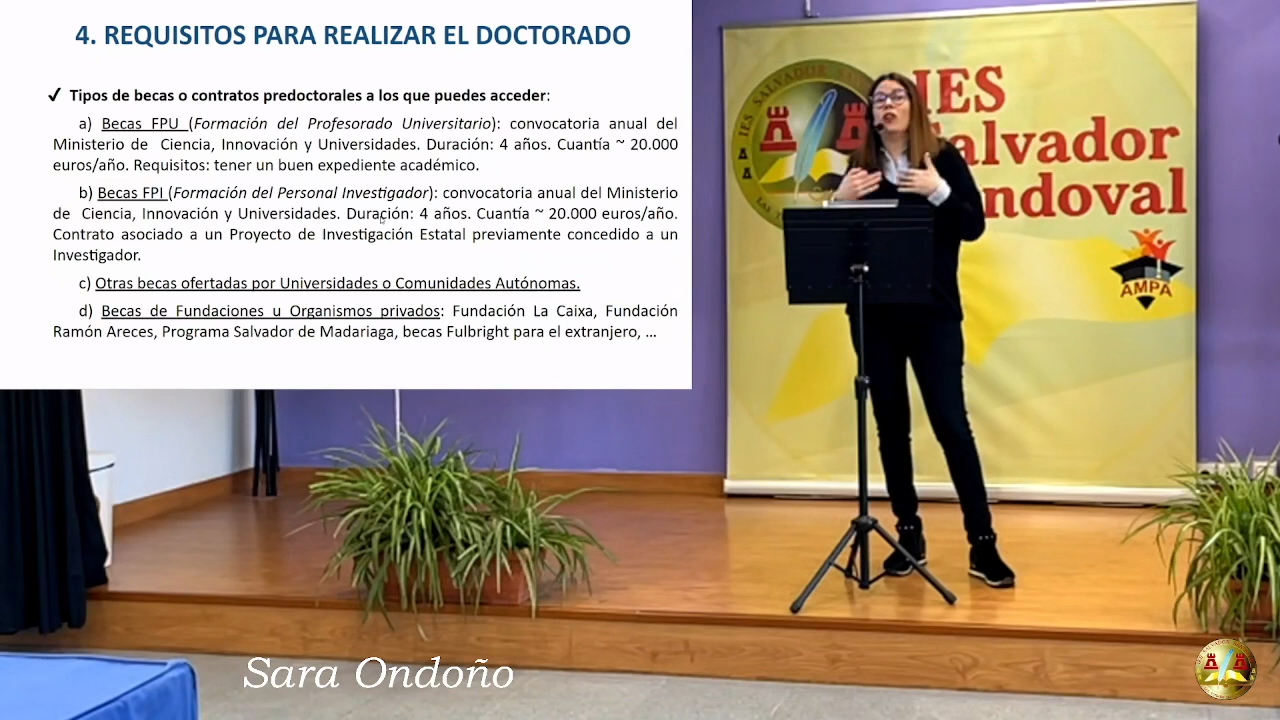 4. REQUISITOS PARA REALIZAR EL DOCTORADO
✓ Tipos de becas o contratos predoctorales a los que puedes acceder:
a) Becas FPU (Formación del Profesorado Universitario): convocatoria anual del
Ministerio de Ciencia, Innovación y Universidades. Duración: 4 años. Cuantía ~ 20.000
euros/año. Requisitos: tener un buen expediente académico.
b) Becas FPI (Formación del Personal Investigador): convocatoria anual del Ministerio
de Ciencia, Innovación y Universidades. Duración: 4 años. Cuantía ~ 20.000 euros/año.
Contrato asociado a un Proyecto de Investigación Estatal previamente concedido a un
Investigador.
c) Otras becas ofertadas por Universidades o Comunidades Autónomas.
d) Becas de Fundaciones u Organismos privados: Fundación La Caixa, Fundación
Ramón Areces, Programa Salvador de Madariaga, becas Fulbright para el extranjero, ...
IES
Salvador
Sandoval
IES SALVADOR
AMPA
Sara Ondoño